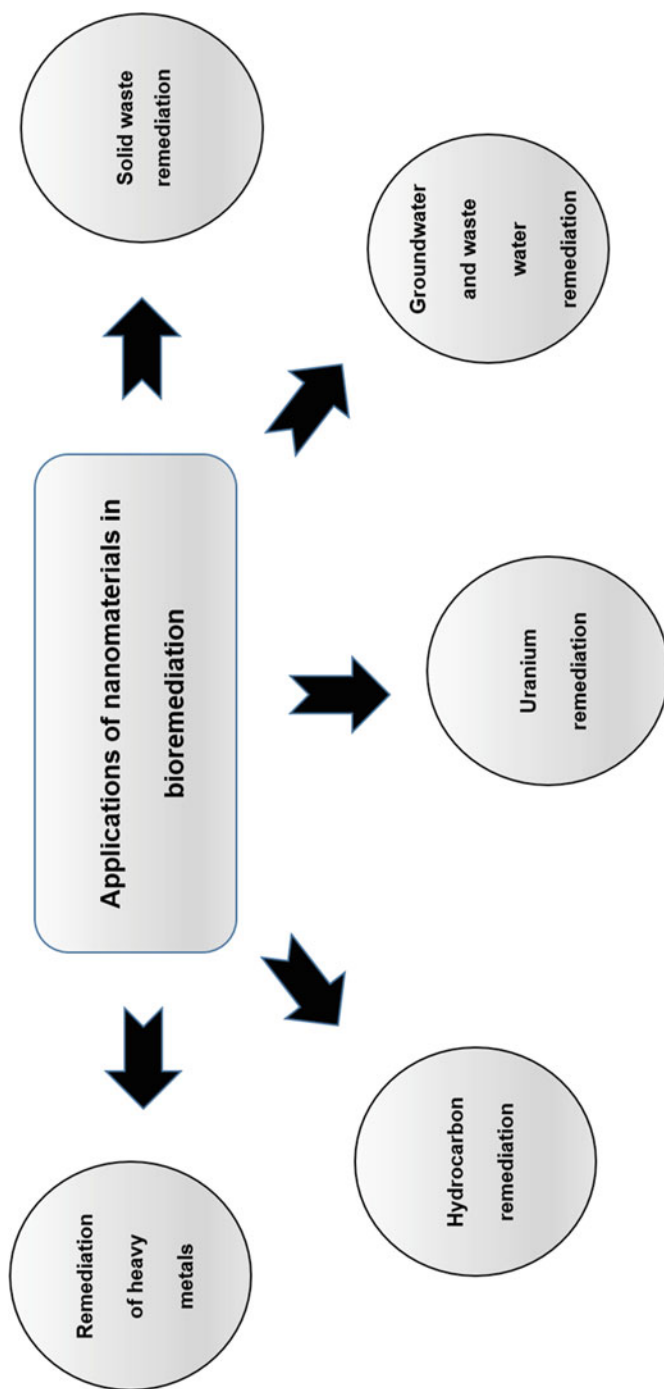 Applications of nanomaterials in
bioremediation
Remediation
of heavy
metals
Hydrocarbon
remediation
Uranium
remediation
Groundwater
and waste
water
remediation
Solid waste
remediation